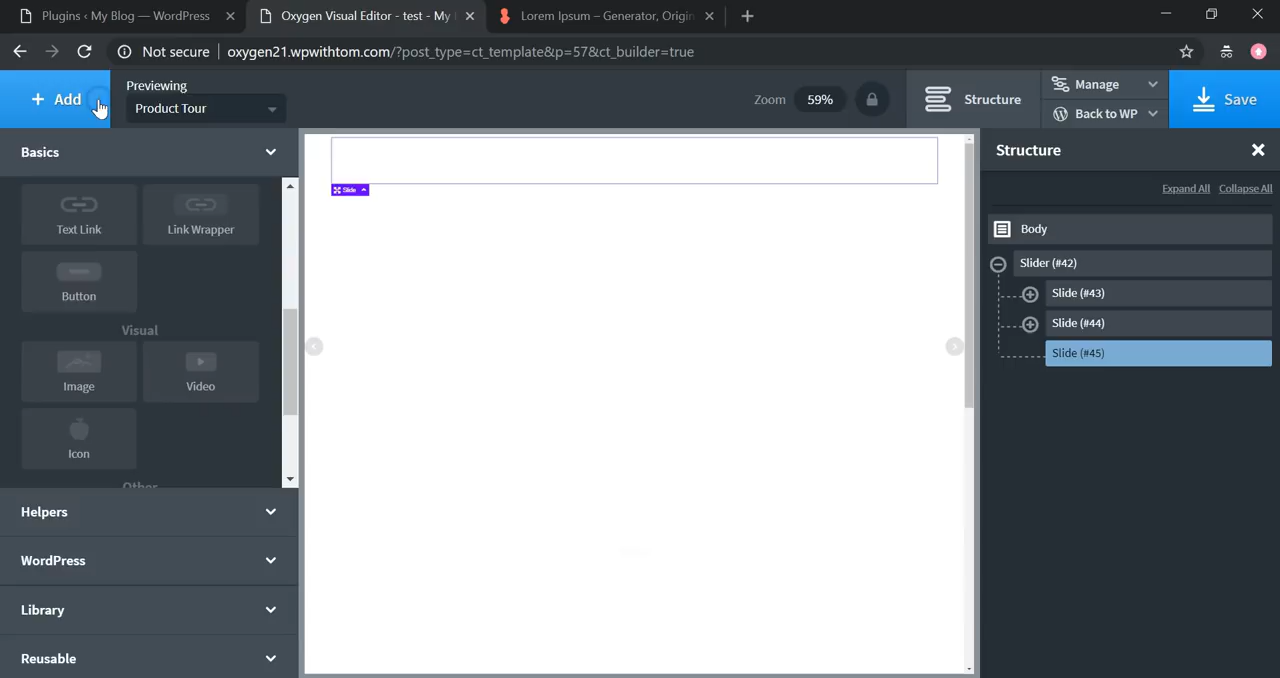 Plugins ‹ My Blog — WordPress
Oxygen Visual Editor - test - My
Lorem Ipsum – Generator, Origin
Not secure
oxygen21.wpwithtom.com/?post_type=ct_template&p=57&ct_builder=true
+ Add
Previewing
Product Tour
Zoom
59%
Structure
Manage
Back to WP
Save
Basics
Text Link
Link Wrapper
Button
Visual
Image
Video
Icon
Other
Helpers
WordPress
Library
Reusable
Slide
Structure
Expand All
Collapse All
Body
Slider (#42)
Slide (#43)
Slide (#44)
Slide (#45)